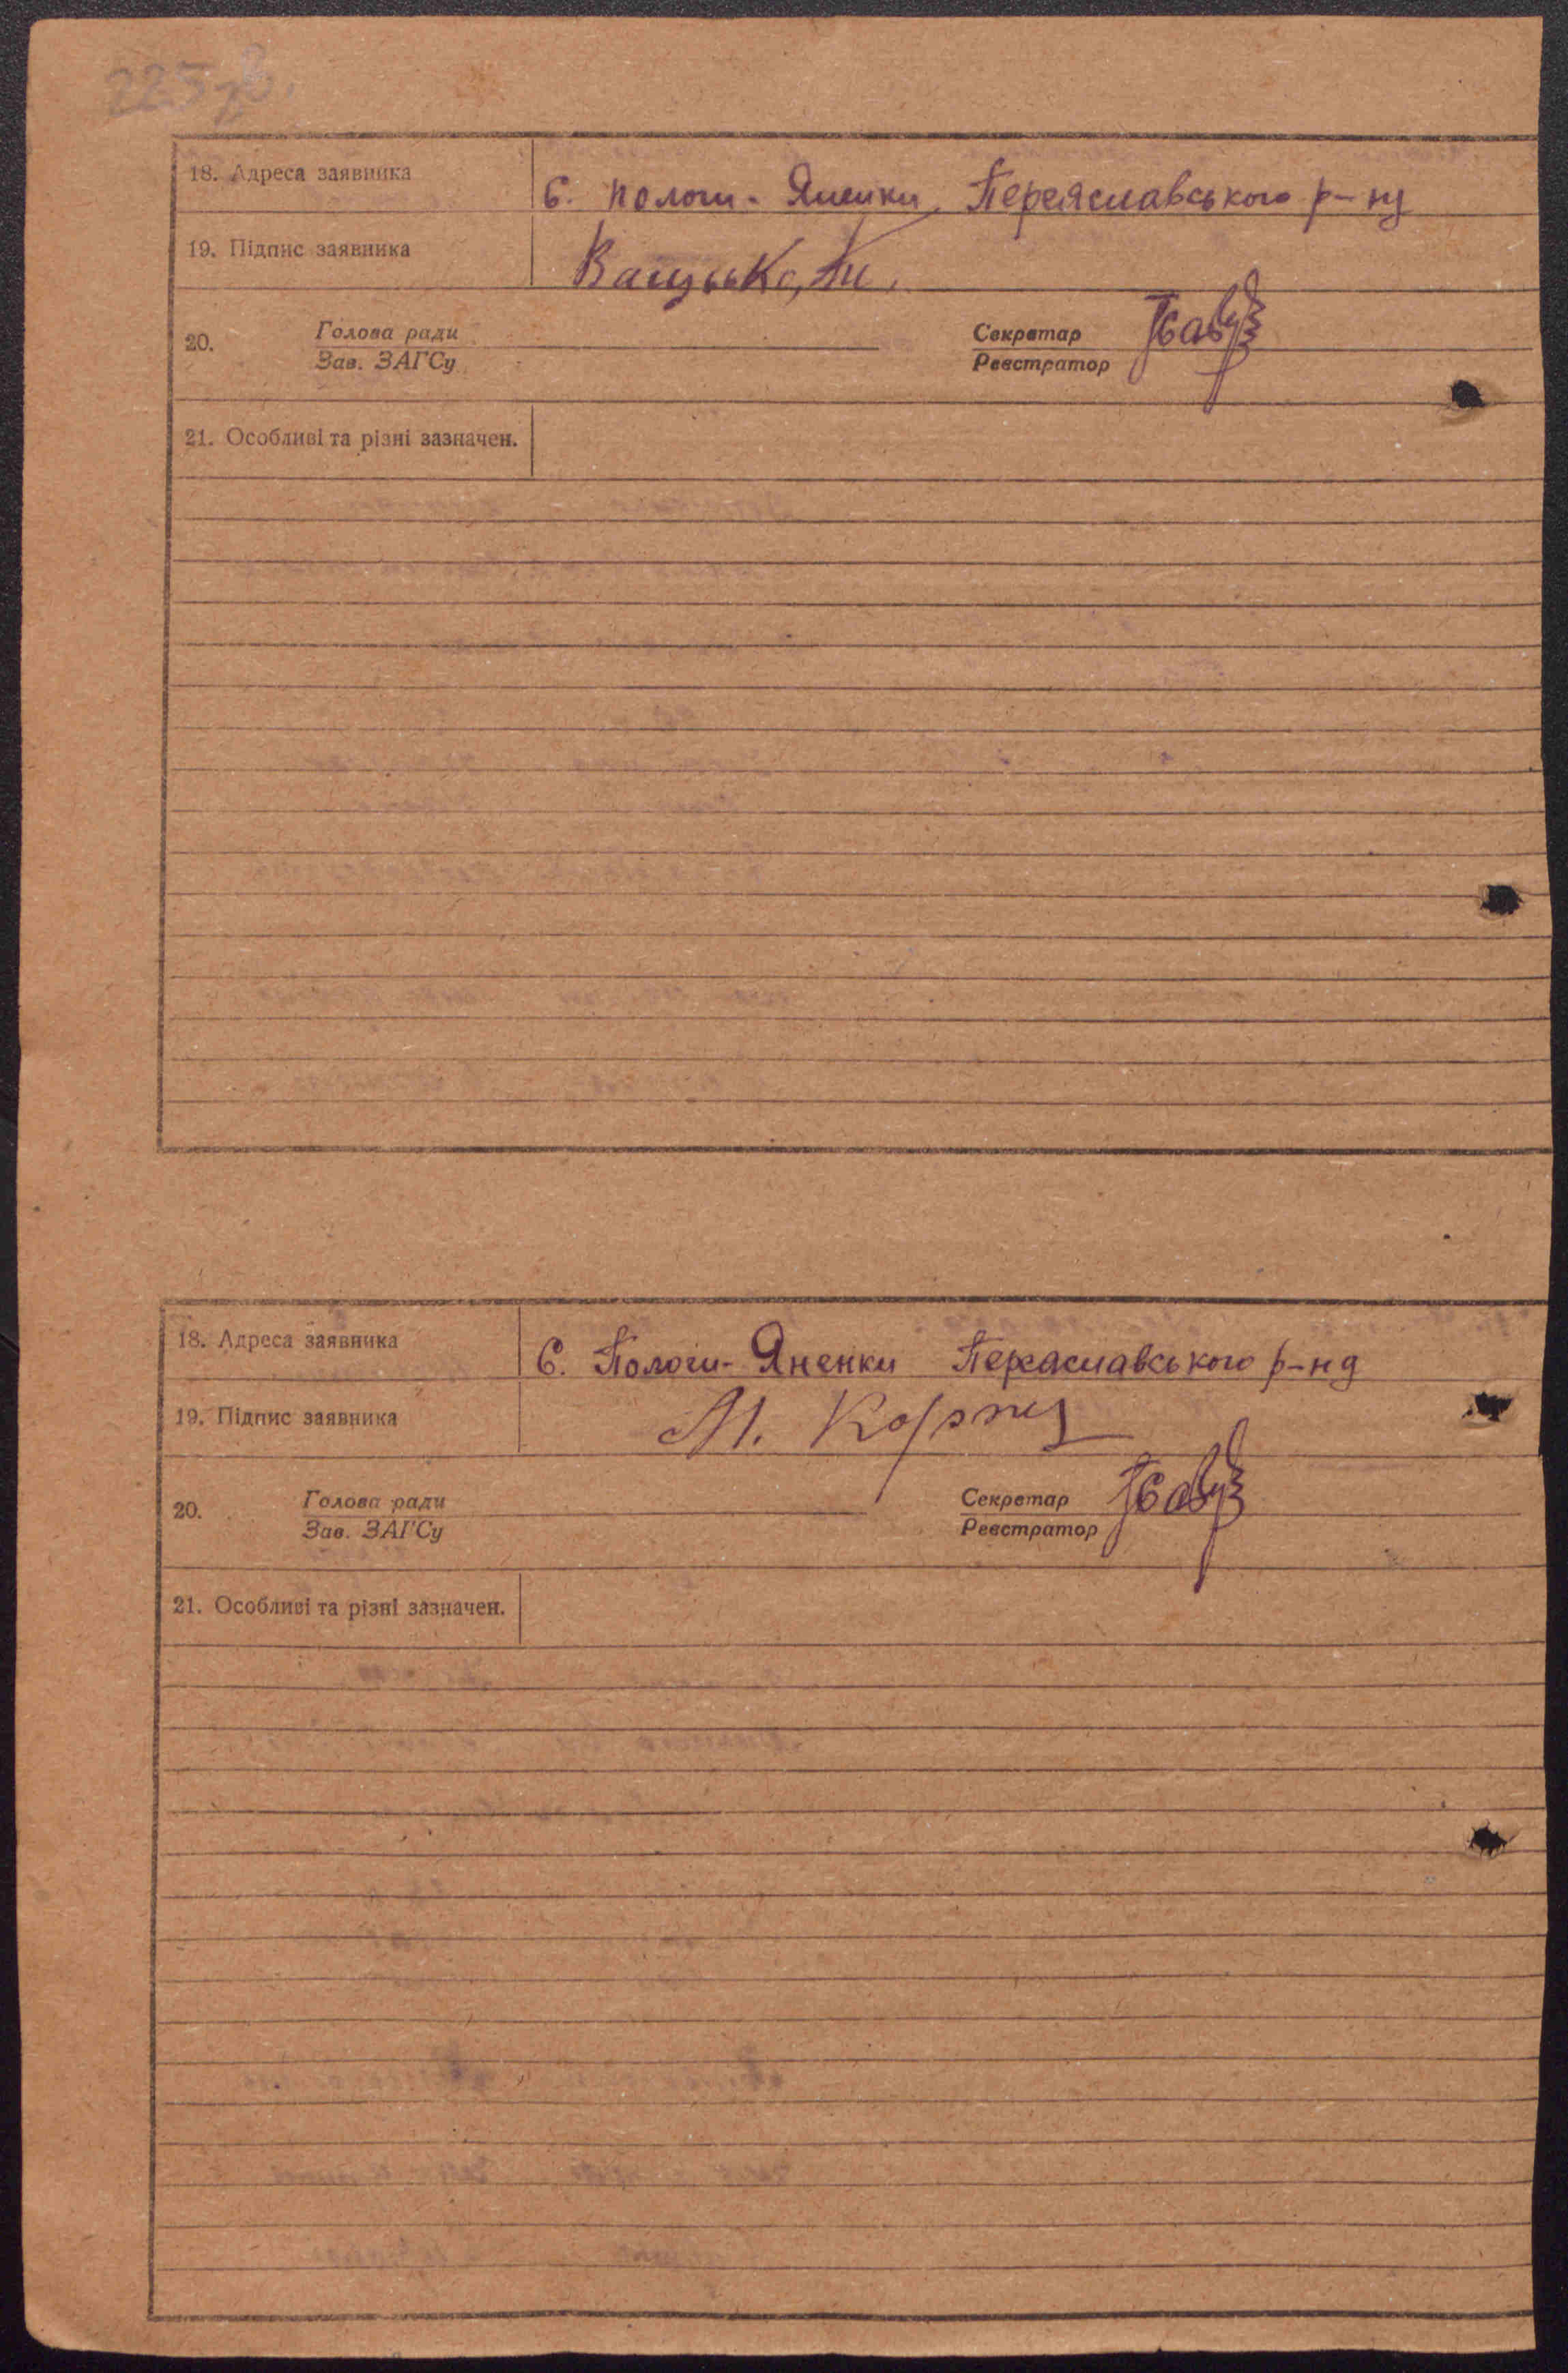 225зв.
18. Адреса заявника
с. Пологи-Яненки Переяславського р-ну
19. Підпис заявника
20. Голова ради
Зав. ЗАГСу
Секретар
Реєстратор
21. Особливі та різні зазначен.
18. Адреса заявника
с. Пологи-Яненки Переяславського р-ну
19. Підпис заявника
М. Корж
20. Голова ради
Зав. ЗАГСу
Секретар
Реєстратор
21. Особливі та різні зазначен.